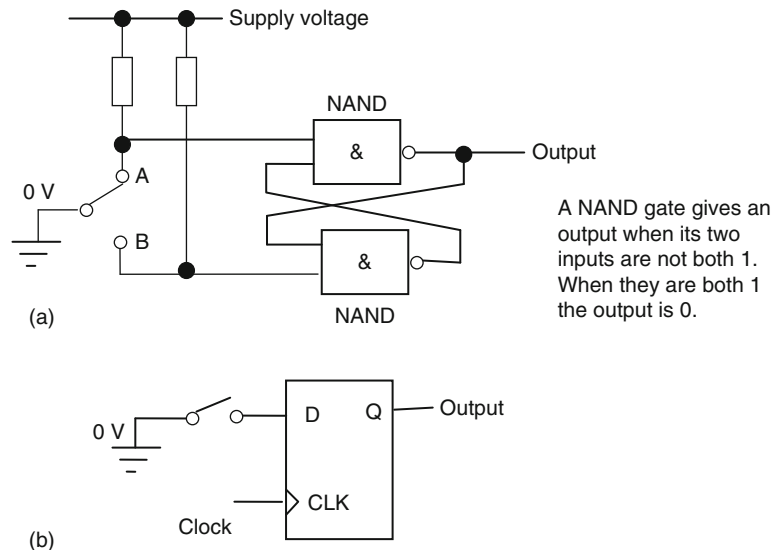 Supply voltage
NAND
&
Output
A
0 V
B
&
NAND
(a)
A NAND gate gives an
output when its two
inputs are not both 1.
When they are both 1
the output is 0.
0 V
D
Q
Output
CLK
Clock
(b)